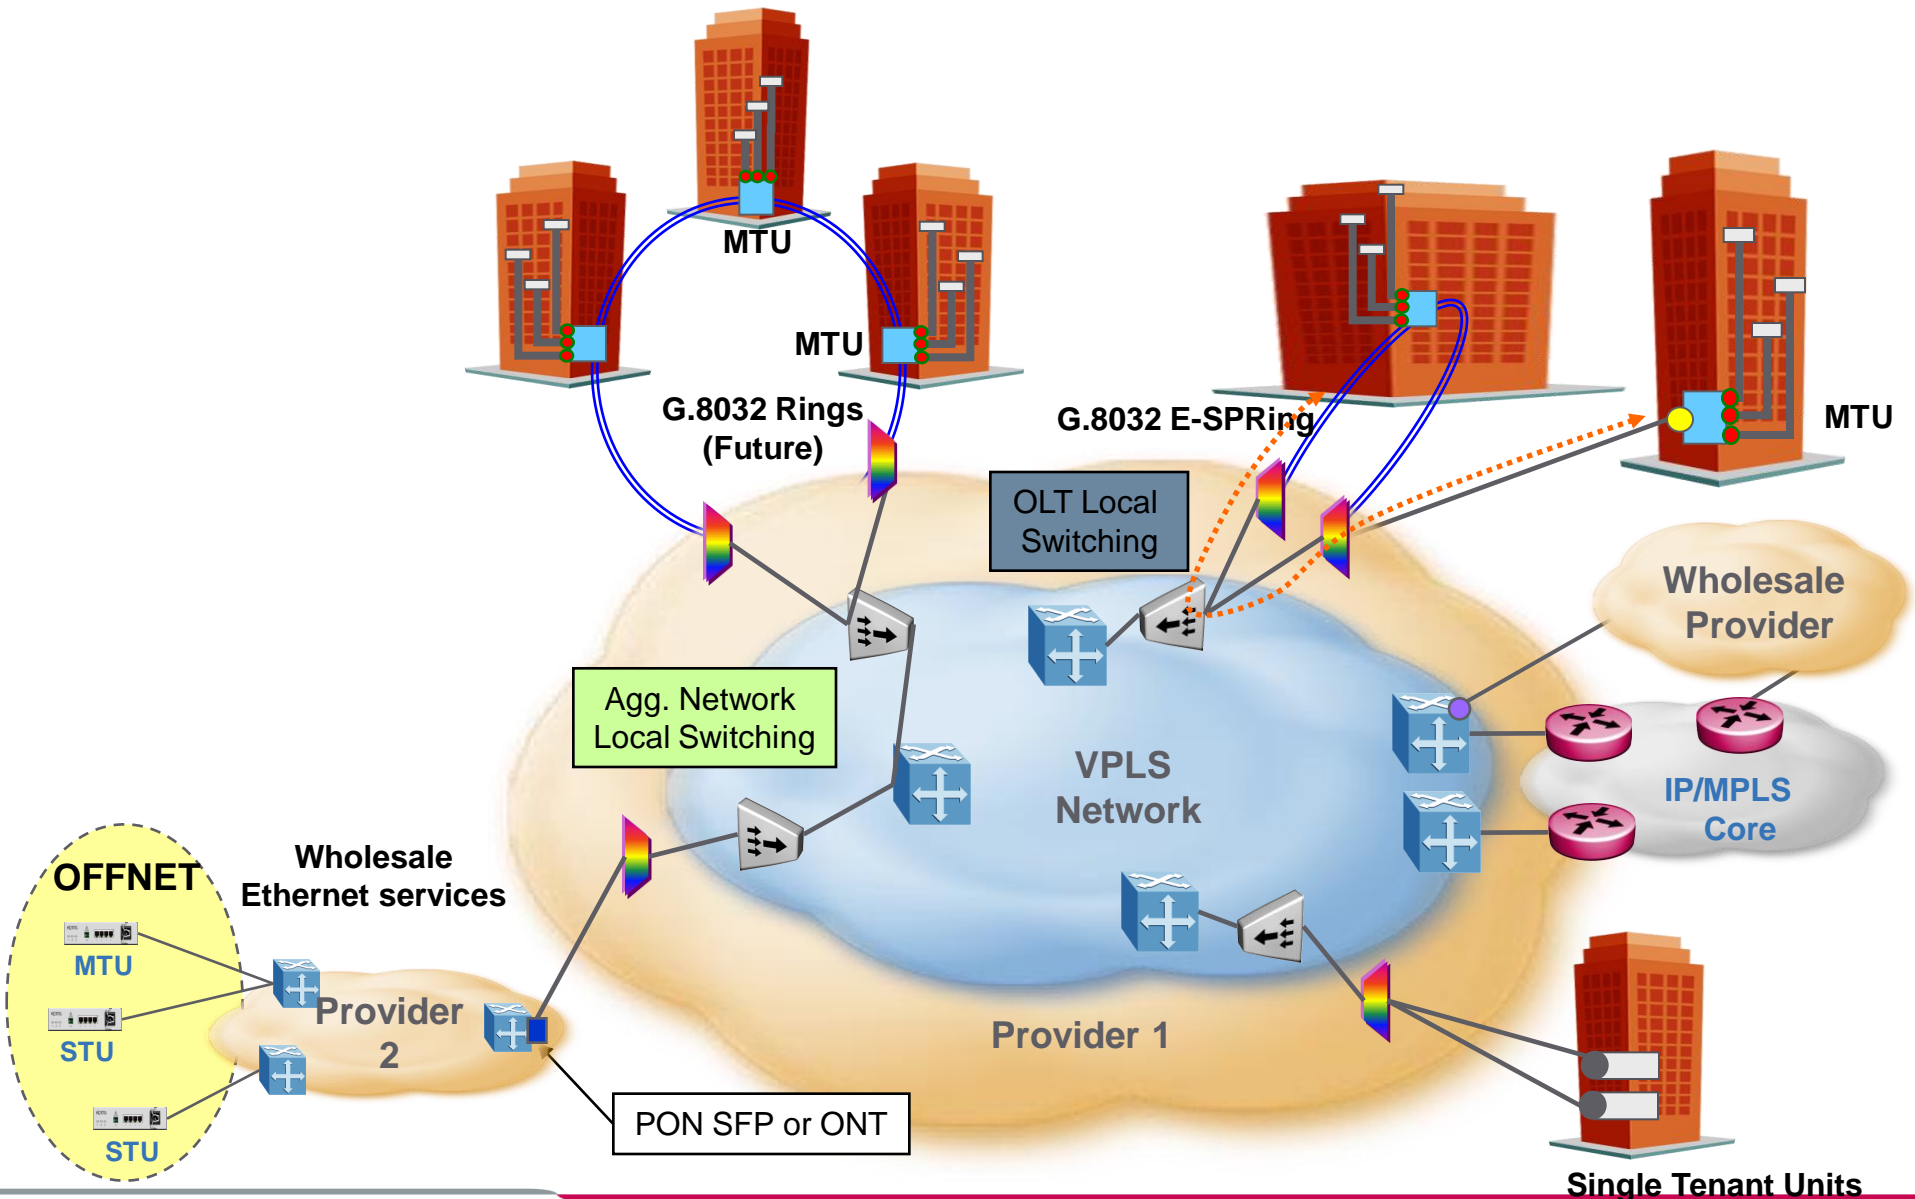 MTU
MTU
G.8032 Rings
(Future)
G.8032 E-SPRing
MTU
OLT Local
Switching
Wholesale
Provider
Agg. Network
Local Switching
VPLS
Network
IP/MPLS
Core
Wholesale
Ethernet services
OFFNET
MTU
STU
STU
Provider
2
Provider 1
PON SFP or ONT
Single Tenant Units